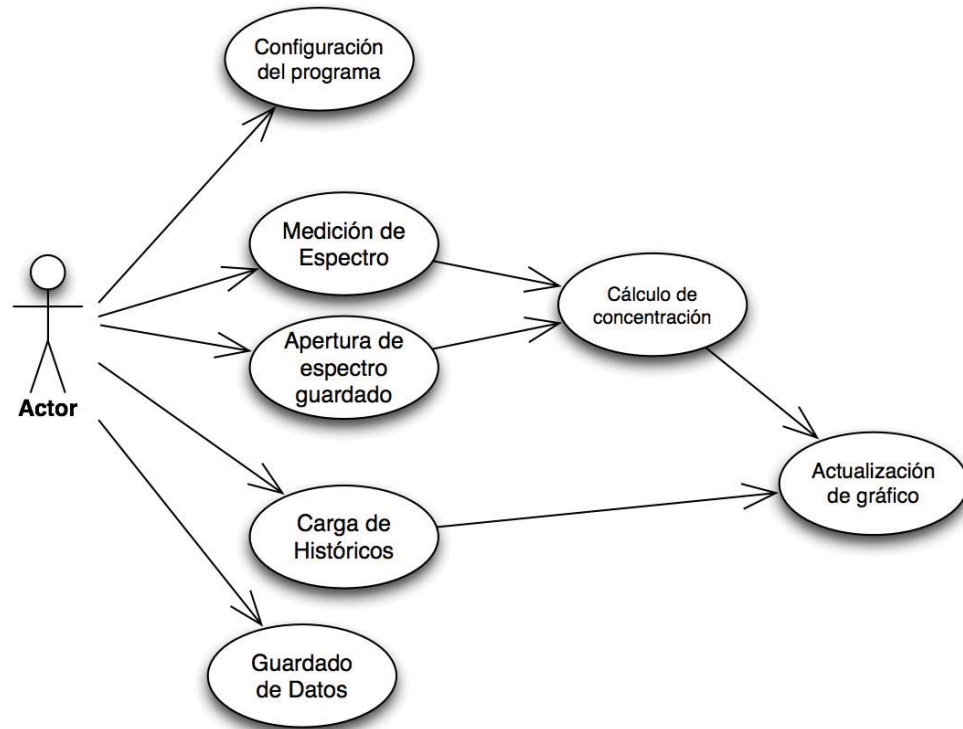 Configuración
del programa
Medición de
Espectro
Cálculo de
concentración
Apertura de
espectro
guardado
Actor
Actualización
de gráfico
Carga de
Históricos
Guardado
de Datos